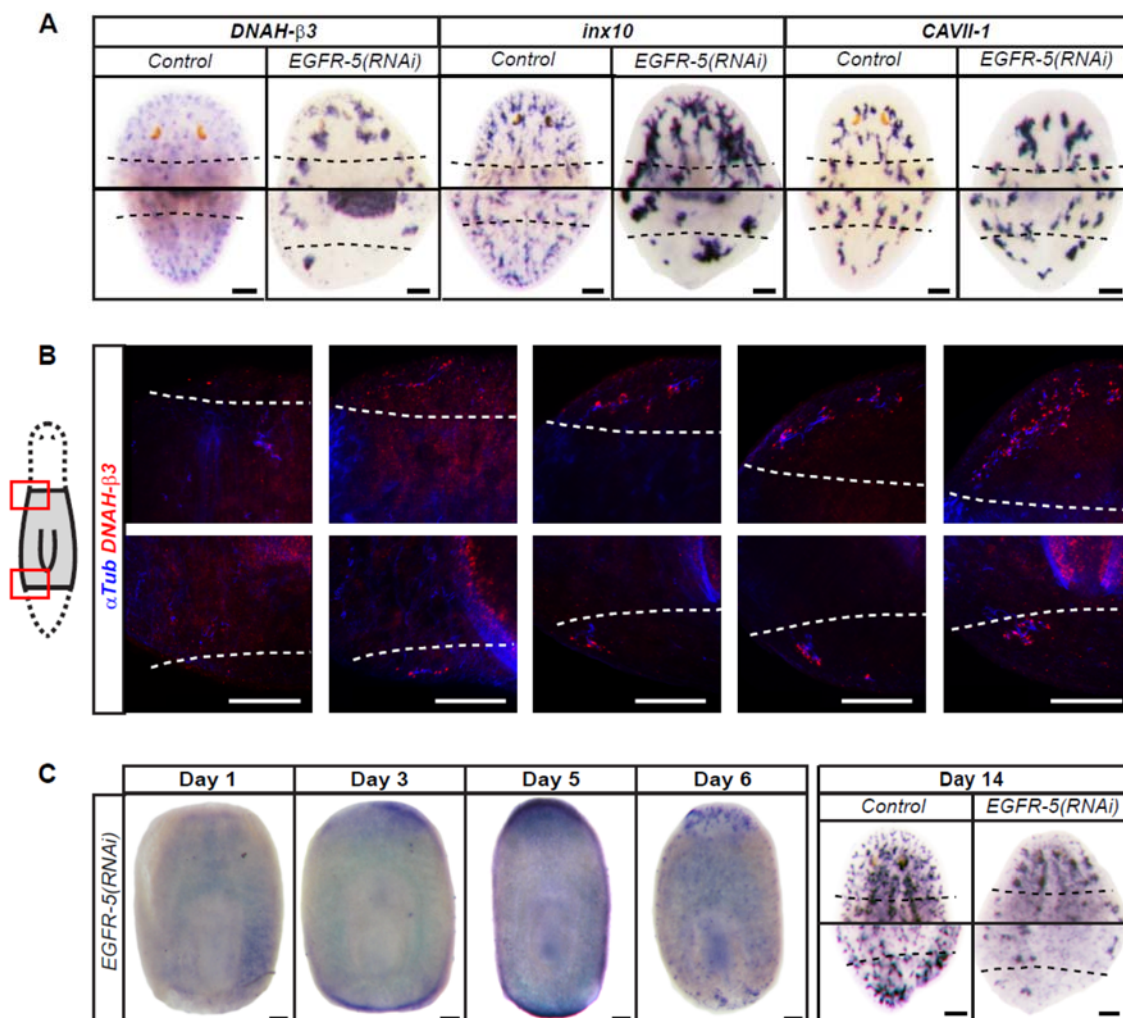 A
DNAH-β3 inx10 CAVII-1
Control EGFR-5(RNAi) Control EGFR-5(RNAi) Control EGFR-5(RNAi)
B
αTub DNAH-β3
C
Day 1 Day 3 Day 5 Day 6 Day 14
Control EGFR-5(RNAi)
EGFR-5(RNAi)